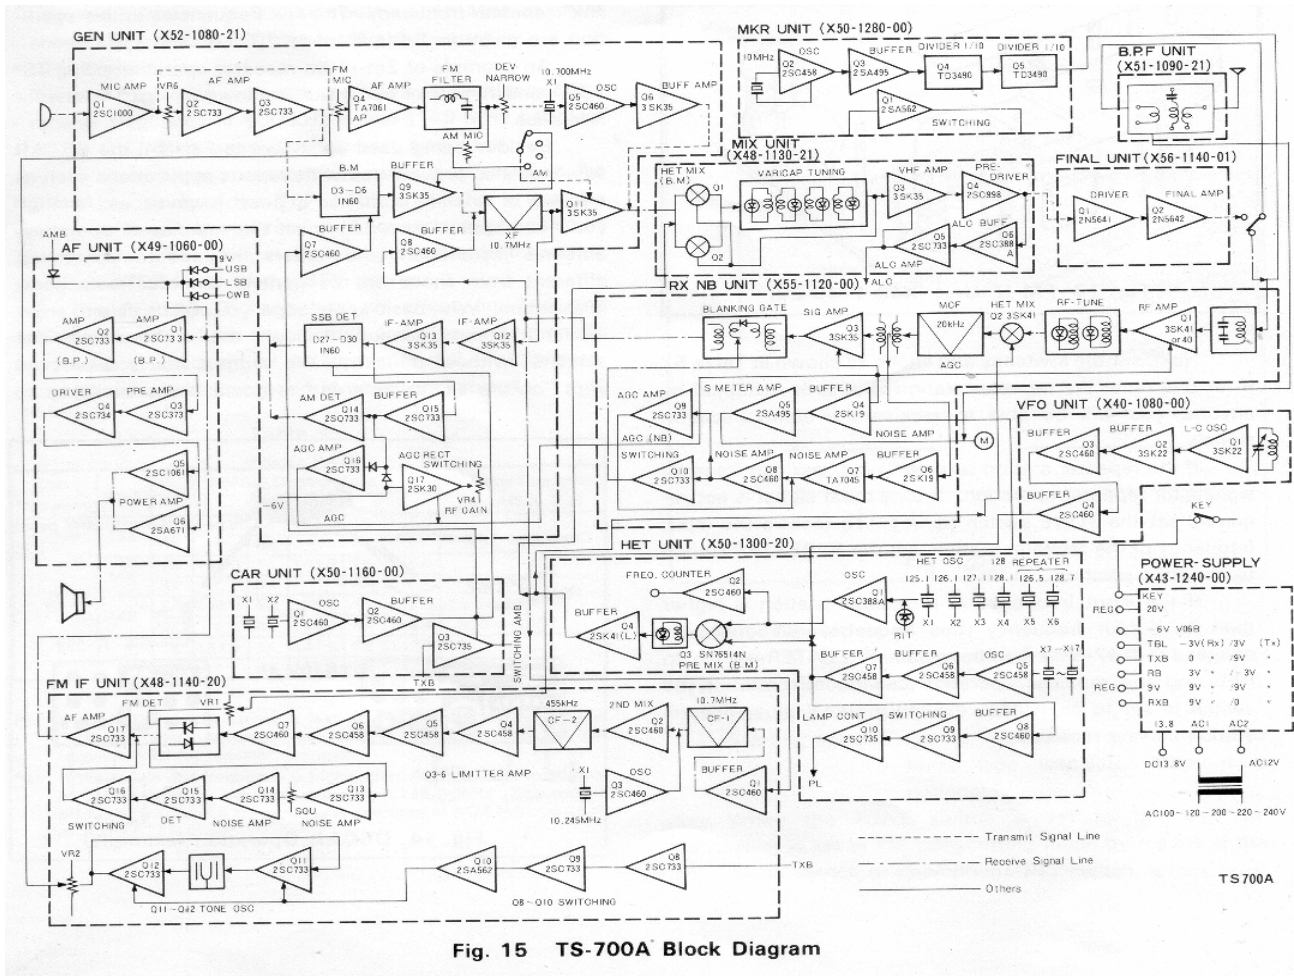 GEN UNIT (X52-1080-21)
MIC AMP
Q1
2SC1000
VR6
AF AMP
Q2
2SC733
Q3
2SC733
FM
MIC
AF AMP
Q4
TA7061
AP
FM
FILTER
DEV
NARROW
AM MIC
10.700MHz
X1
OSC
Q5
2SC460
BUFF AMP
Q6
3SK35
AM
B.M
D3-D6
IN60
BUFFER
Q9
3SK35
BUFFER
Q7
2SC460
BUFFER
Q8
2SC460
XF
10.7MHz
Q11
3SK35
MKR UNIT (X50-1280-00)
10MHz
OSC
Q2
2SC458
BUFFER
Q3
2SA495
DIVIDER 1/10
Q4
TD3490
DIVIDER 1/10
Q5
TD3490
Q1
2SA562
SWITCHING
B.P.F UNIT
(X51-1090-21)
MIX UNIT
(X48-1130-21)
HET MIX
(B.M)
Q1
Q2
VARICAP TUNING
VHF AMP
Q3
3SK35
PRE-
DRIVER
Q4
2SC998
Q5
2SC733
ALC AMP
ALC BUFF
Q6
2SC388
A
ALC
FINAL UNIT (X56-1140-01)
DRIVER
Q1
2N5641
FINAL AMP
Q2
2N5642
AMB
AF UNIT (X49-1060-00)
9V
USB
LSB
CWB
AMP
Q2
2SC733
(B.P.)
AMP
Q1
2SC733
(B.P.)
DRIVER
Q4
2SC734
PRE AMP
Q3
2SC373
Q5
2SC1061
POWER AMP
Q6
2SA671
SSB DET
D27-D30
IN60
IF-AMP
Q13
3SK35
IF-AMP
Q12
3SK35
AM DET
Q14
2SQ733
BUFFER
Q15
2SC733
AGC AMP
Q16
2SC733
AGC RECT
SWITCHING
Q17
2SK30
VR4
RF GAIN
-6V
AGC
RX NB UNIT (X55-1120-00)
BLANKING GATE
SIG AMP
Q3
3SK35
MCF
20kHz
AGC
HET MIX
Q2 3SK41
RF-TUNE
RF AMP
Q1
3SK41
or 40
AGC AMP
Q9
2SC733
AGC (NB)
S METER AMP
Q5
2SA495
BUFFER
Q4
2SK19
SWITCHING
Q10
2SC733
NOISE AMP
Q8
2SC460
NOISE AMP
Q7
TA7045
NOISE AMP
BUFFER
Q6
2SK19
M
VFO UNIT (X40-1080-00)
BUFFER
Q3
2SC460
BUFFER
Q2
3SK22
L-C OSC
Q1
3SK22
BUFFER
Q4
2SC460
KEY
CAR UNIT (X50-1160-00)
X1
X2
OSC
Q1
2SC460
BUFFER
Q2
2SC460
Q3
2SC735
TXB
SWITCHING AMB
HET UNIT (X50-1300-20)
FREQ. COUNTER
Q2
2SC460
BUFFER
Q4
2SK41(L)
Q3 SN76514N
PRE MIX (B.M)
OSC
Q1
2SC388A
RIT
HET OSC
128 REPEATER
125.1 126.1 127.1 128.1 126.5 128.7
X1 X2 X3 X4 X5 X6
BUFFER
Q7
2SC458
BUFFER
Q6
2SC458
OSC
Q5
2SC458
X7-X17
LAMP CONT
Q10
2SC735
SWITCHING
Q9
2SC733
BUFFER
Q8
2SC460
PL
POWER-SUPPLY
(X43-1240-00)
KEY
REG 20V
-6V V06B
TBL -3V(Rx) /3V (Tx)
TXB 0 /9V "
RB 3V " /-3V "
REG 9V 9V " /9V "
RXB 9V " /0 "
13.8 AC1 AC2
DC13.8V
AC12V
AC100-120-200-220-240V
FM IF UNIT (X48-1140-20)
AF AMP
Q17
2SC733
FM DET
VR1
Q7
2SC460
Q6
2SC458
Q5
2SC458
Q4
2SC458
455kHz
CF-2
2ND MIX
Q2
2SC460
10.7MHz
CF-1
Q3-6 LIMITTER AMP
X1
10.245MHz
OSC
Q3
2SC460
BUFFER
Q1
2SC460
Q16
2SC733
SWITCHING
Q15
2SC733
DET
Q14
2SC733
NOISE AMP
SQU
Q13
2SC733
NOISE AMP
VR2
Q12
2SC733
Q11
2SC733
Q11-Q12 TONE OSC
Q10
2SA562
Q9
2SC733
Q8
2SC733
TXB
Q8-Q10 SWITCHING
Transmit Signal Line
Receive Signal Line
Others
TS700A
Fig. 15 TS-700A Block Diagram